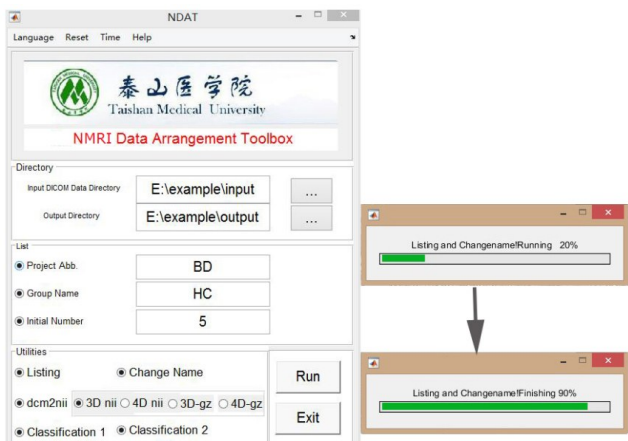 NDAT
Language Reset Time Help
泰山医学院
Taishan Medical University
NMRI Data Arrangement Toolbox
Directory
Input DICOM Data Directory E:\example\input ...
Output Directory E:\example\output ...
List
Project Abb. BD
Group Name HC
Initial Number 5
Utilities
Listing Change Name
dcm2nii 3D nii 4D nii 3D-gz 4D-gz
Classification 1 Classification 2
Run
Exit
Listing and Changename!Running 20%
Listing and Changename!Finishing 90%